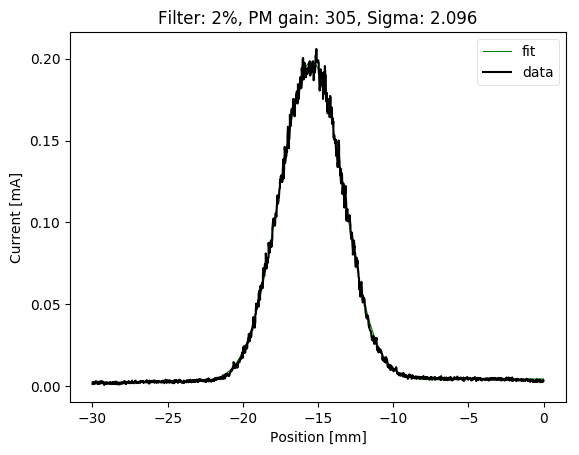 Filter: 2%, PM gain: 305, Sigma: 2.096
fit
data
0.20
0.15
0.10
0.05
0.00
Current [mA]
−30
−25
−20
−15
−10
−5
0
Position [mm]